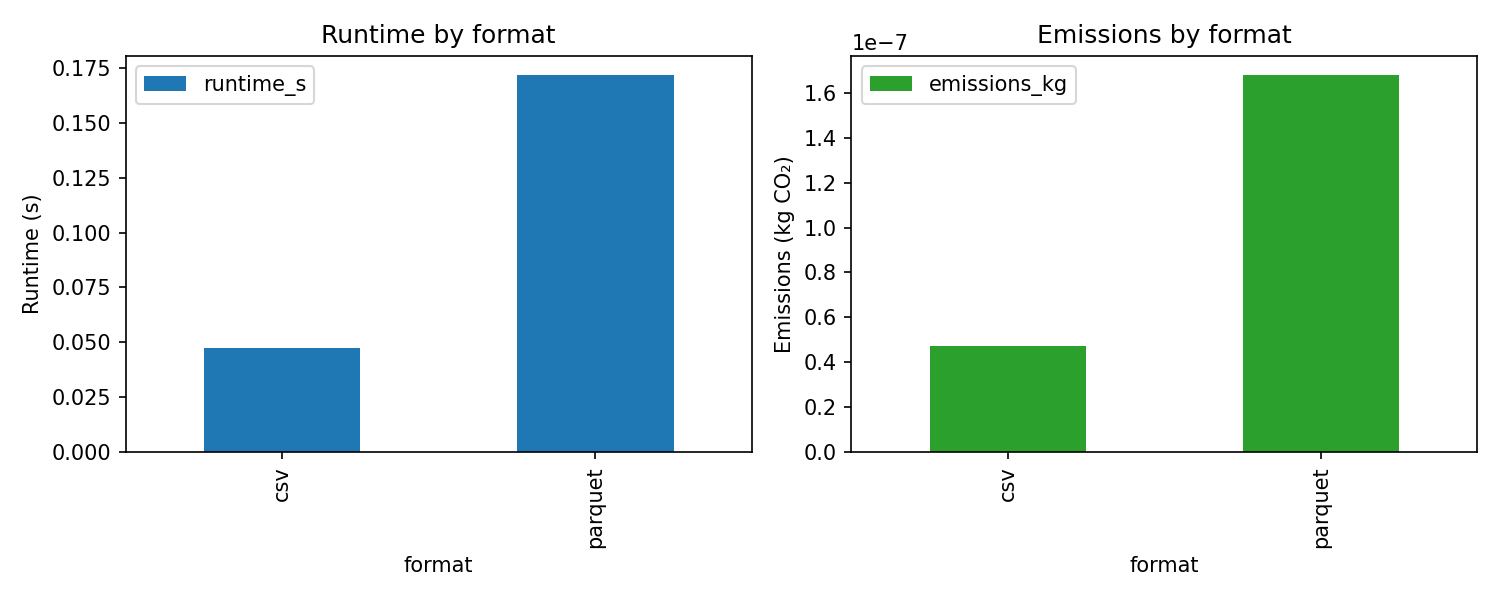 Runtime by format
runtime_s
Runtime (s)
0.175
0.150
0.125
0.100
0.075
0.050
0.025
0.000
csv
parquet
format
Emissions by format
1e−7
emissions_kg
Emissions (kg CO₂)
1.6
1.4
1.2
1.0
0.8
0.6
0.4
0.2
0.0
csv
parquet
format